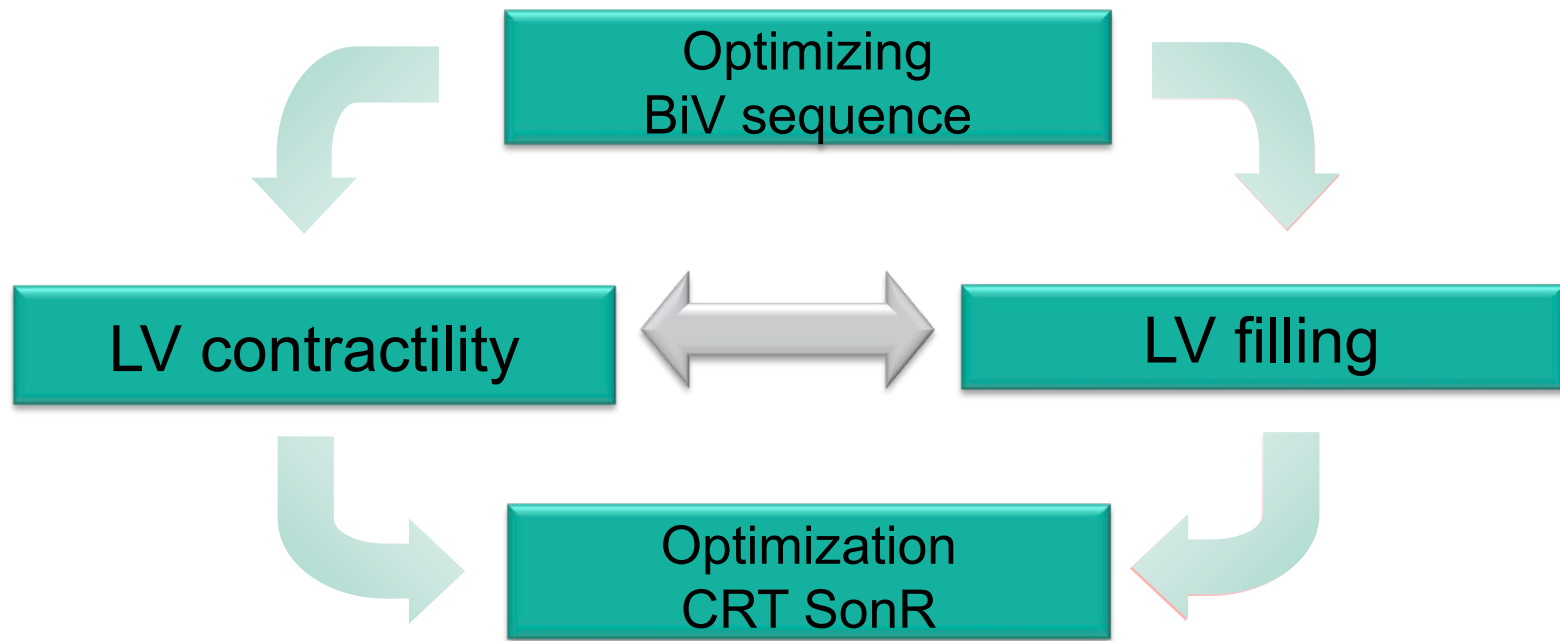 Optimizing
BiV sequence
LV contractility
LV filling
Optimization
CRT SonR